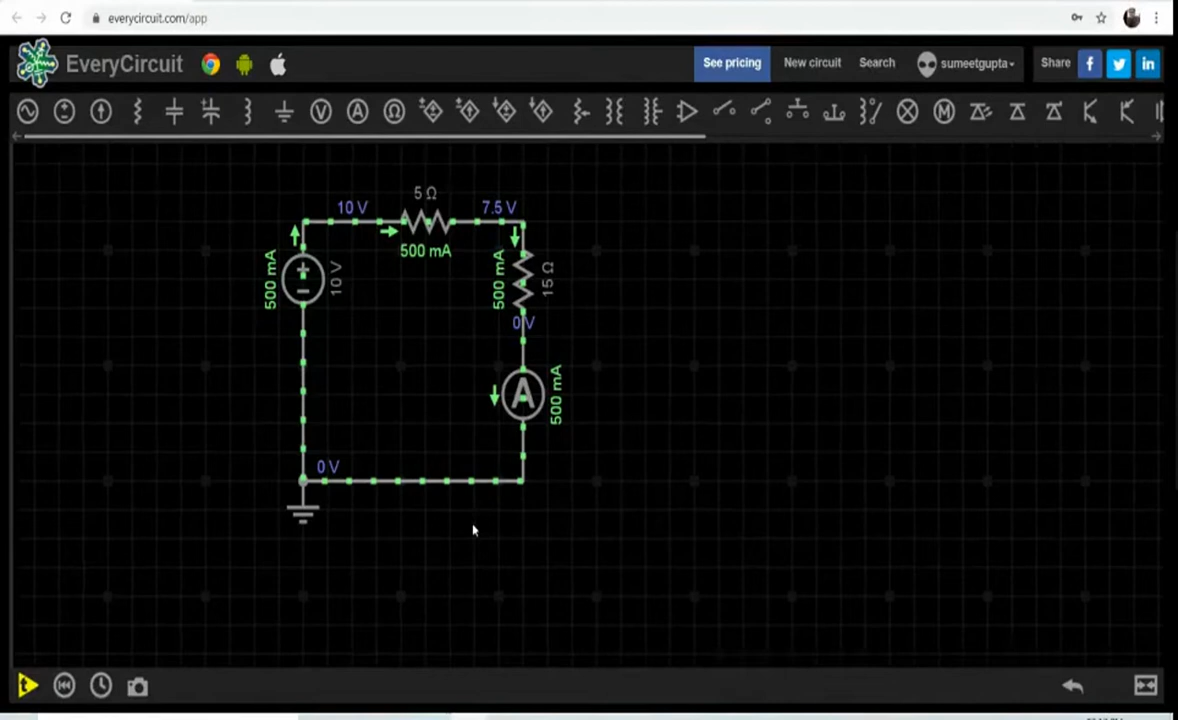 everycircuit.com/app
EveryCircuit
See pricing
New circuit
Search
sumeetgupta
Share
f
in
V
A
Ω
M
5 Ω
10 V
7.5 V
500 mA
500 mA
10 V
500 mA
15 Ω
0 V
A
500 mA
0 V
t